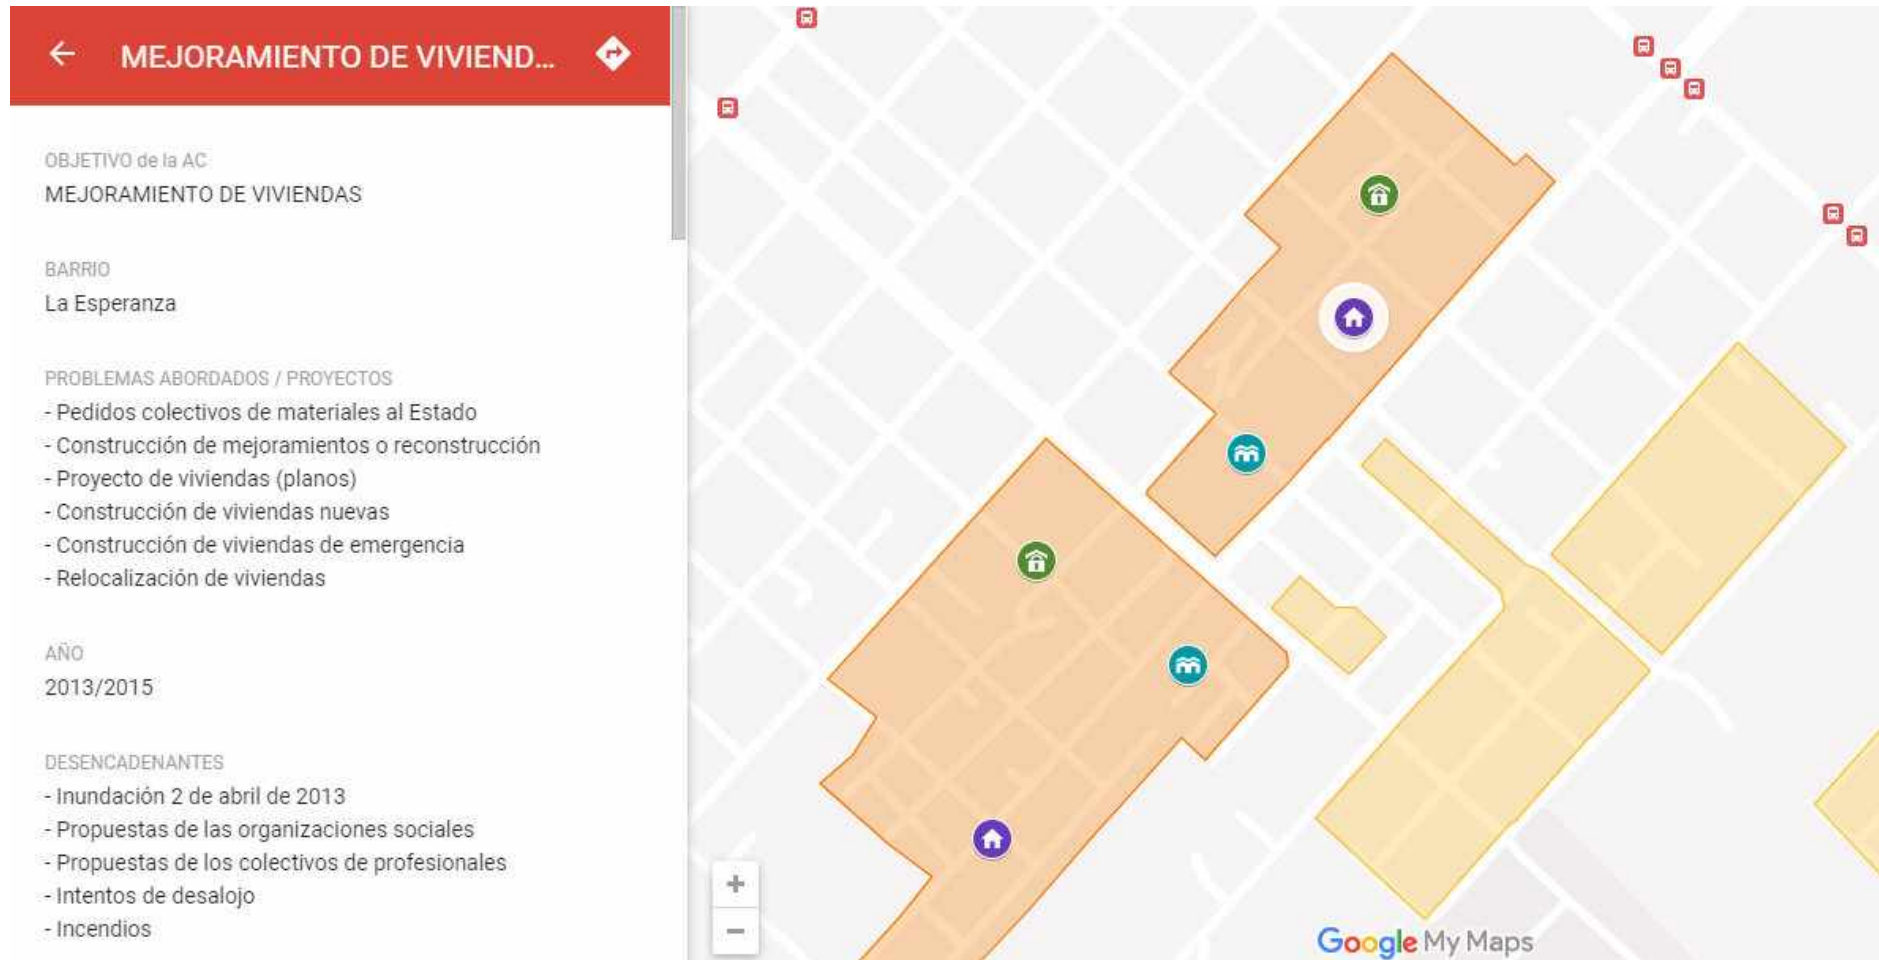 MEJORAMIENTO DE VIVIEND...
OBJETIVO de la AC
MEJORAMIENTO DE VIVIENDAS
BARRIO
La Esperanza
PROBLEMAS ABORDADOS / PROYECTOS
- Pedidos colectivos de materiales al Estado
- Construcción de mejoramientos o reconstrucción
- Proyecto de viviendas (planos)
- Construcción de viviendas nuevas
- Construcción de viviendas de emergencia
- Relocalización de viviendas
AÑO
2013/2015
DESENCADENANTES
- Inundación 2 de abril de 2013
- Propuestas de las organizaciones sociales
- Propuestas de los colectivos de profesionales
- Intentos de desalojo
- Incendios
Google My Maps